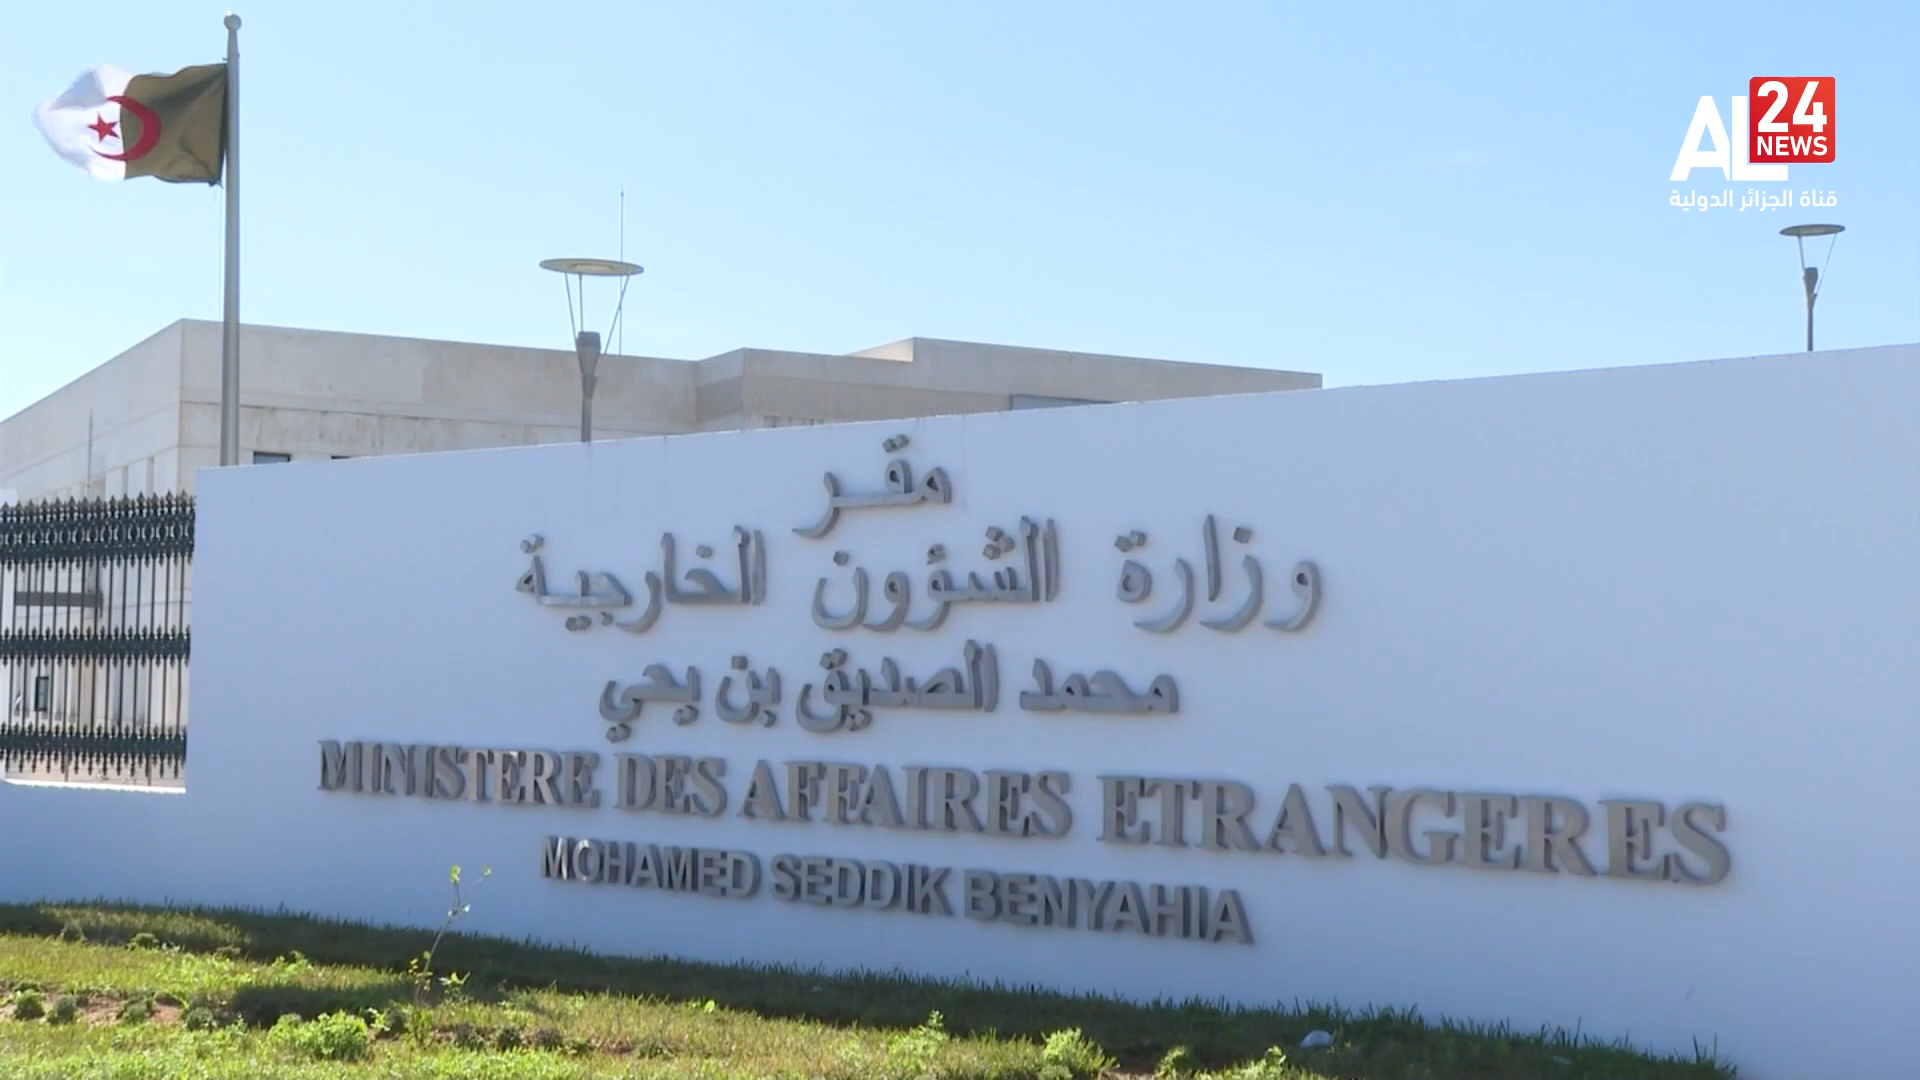 AL 24 NEWS
قناة الجزائر الدولية
مقر
وزارة الشؤون الخارجية
محمد الصديق بن يحي
MINISTERE DES AFFAIRES ETRANGERES
MOHAMED SEDDIK BENYAHIA